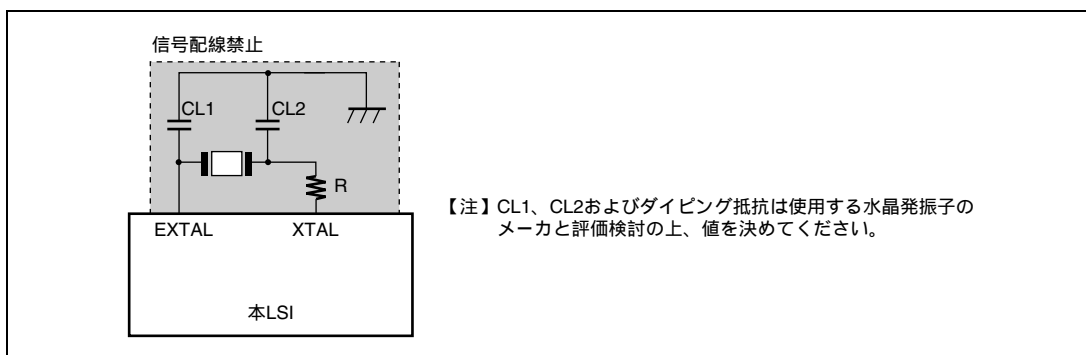 信号配線禁止
CL1
CL2
R
EXTAL
XTAL
本LSI
【注】CL1、CL2およびダイピング抵抗は使用する水晶発振子の
メーカと評価検討の上、値を決めてください。